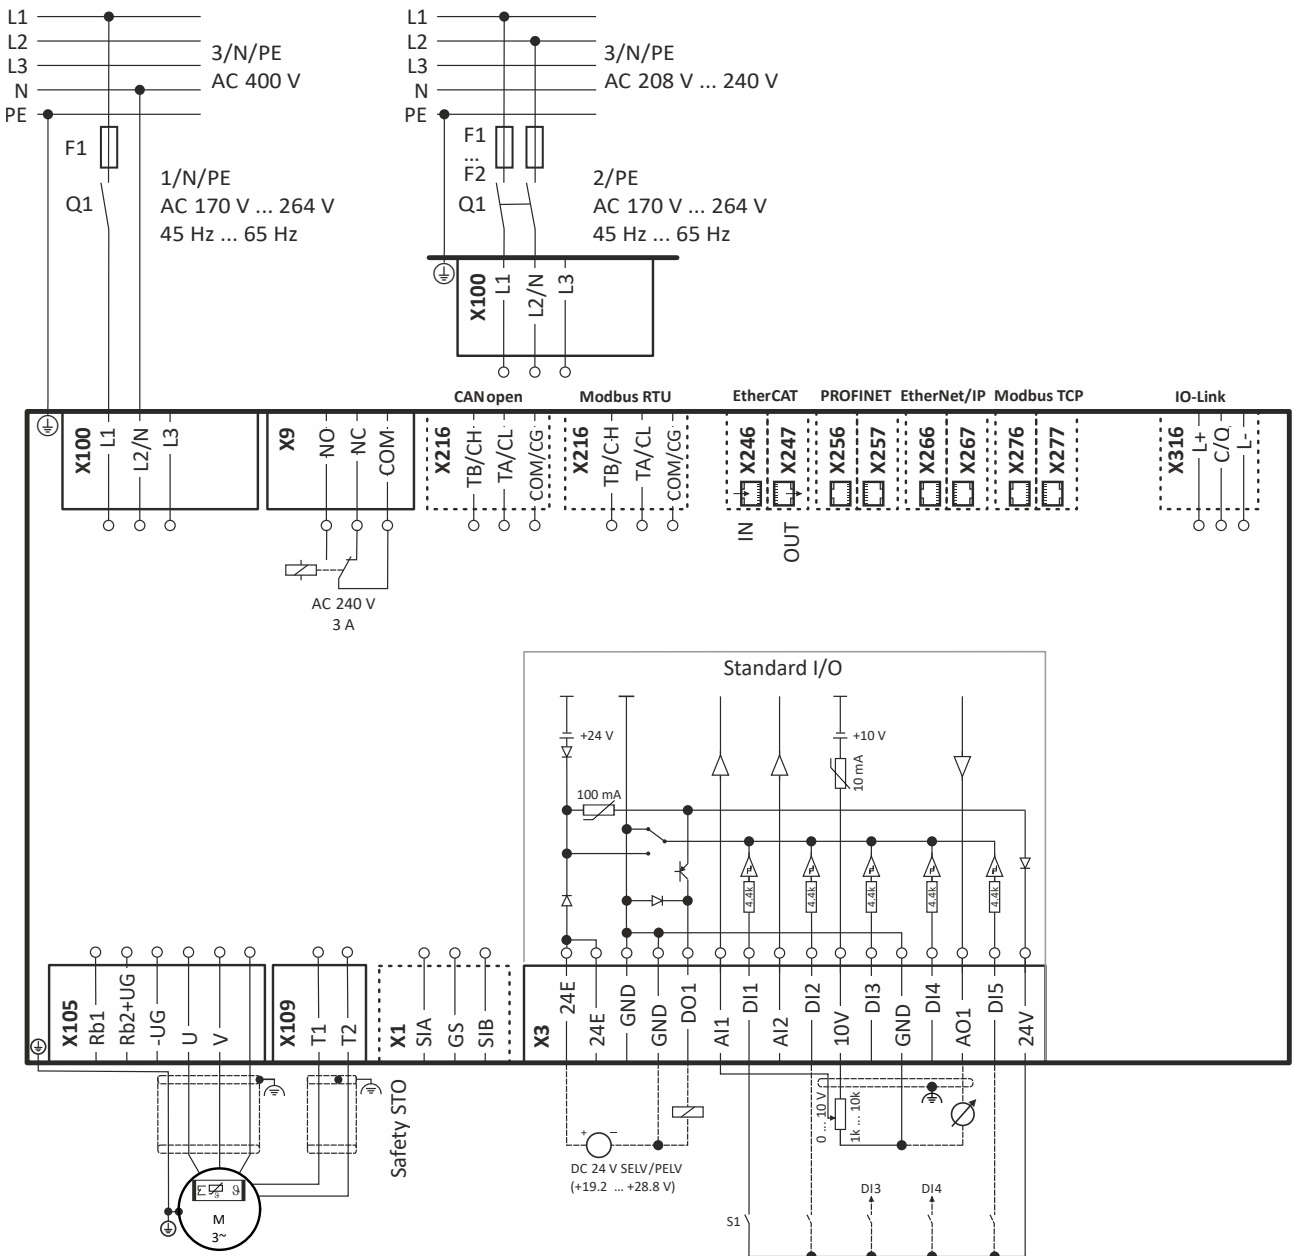 L1
L2
L3
N
PE
3/N/PE
AC 400 V
F1
Q1
1/N/PE
AC 170 V ... 264 V
45 Hz ... 65 Hz
L1
L2
L3
N
PE
3/N/PE
AC 208 V ... 240 V
F1
...
F2
Q1
2/PE
AC 170 V ... 264 V
45 Hz ... 65 Hz
X100
L1
L2/N
L3
CANopen
Modbus RTU
EtherCAT
PROFINET
EtherNet/IP
Modbus TCP
IO-Link
X100
L1
L2/N
L3
X9
NO
NC
COM
X216
TB/CH
TA/CL
COM/CG
X216
TB/CH
TA/CL
COM/CG
X246
X247
X256
X257
X266
X267
X276
X277
X316
L+
C/Q
L-
IN
OUT
AC 240 V
3 A
Standard I/O
+24 V
+10 V
10 mA
100 mA
4.4k
4.4k
4.4k
4.4k
4.4k
X105
Rb1
Rb2+UG
-UG
U
V
X109
T1
T2
X1
SIA
GS
SIB
X3
24E
24E
GND
GND
DO1
AI1
DI1
AI2
DI2
10V
DI3
GND
DI4
AO1
DI5
24V
Safety STO
+
–
DC 24 V SELV/PELV
(+19.2 ... +28.8 V)
0 ... 10 V
1k ... 10k
DI3
DI4
S1
ϑ
M
3~